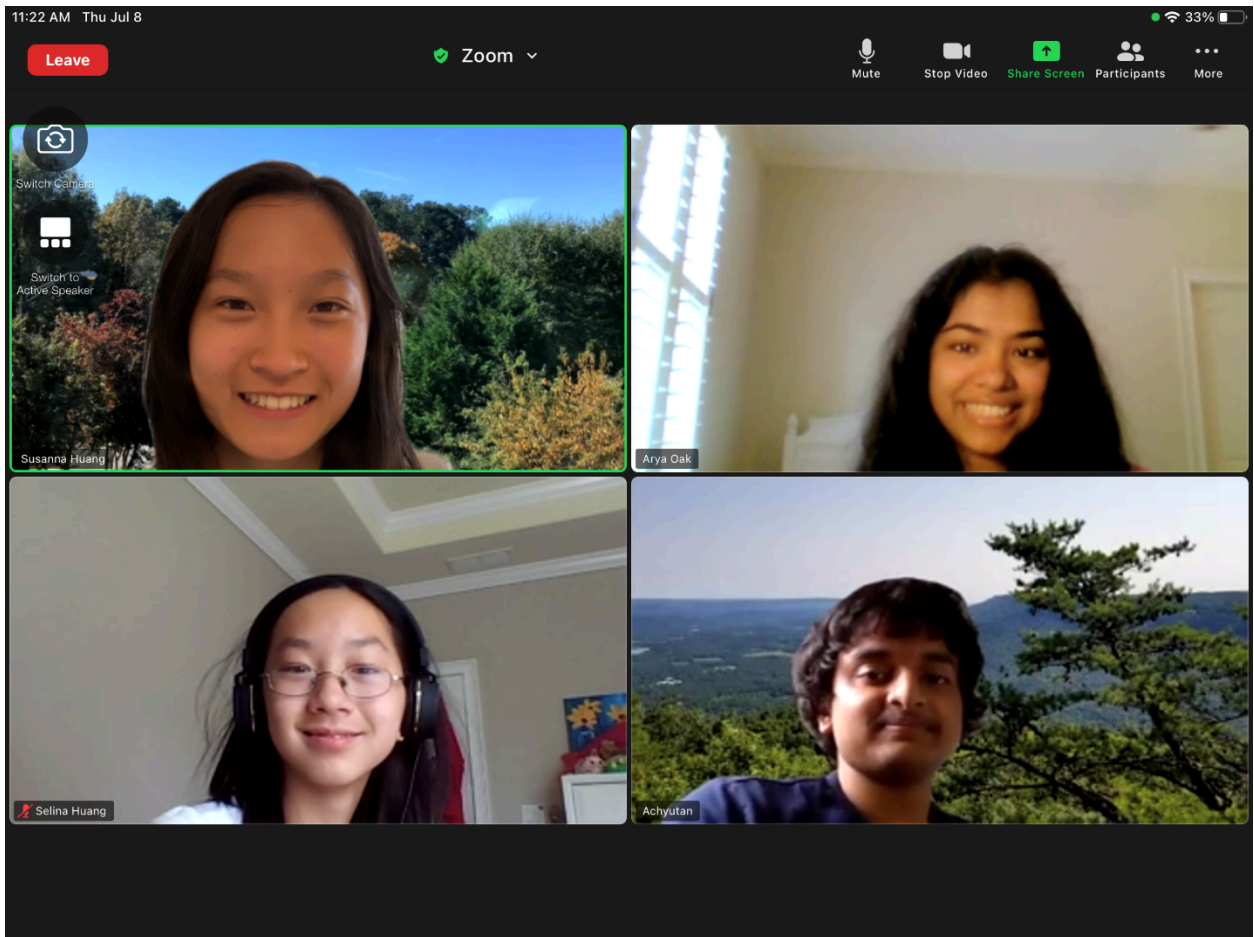 11:22 AM Thu Jul 8
33%
Leave
Zoom
Mute
Stop Video
Share Screen
Participants
More
Switch Camera
Switch to
Active Speaker
Susanna Huang
Arya Oak
Selina Huang
Achyutan